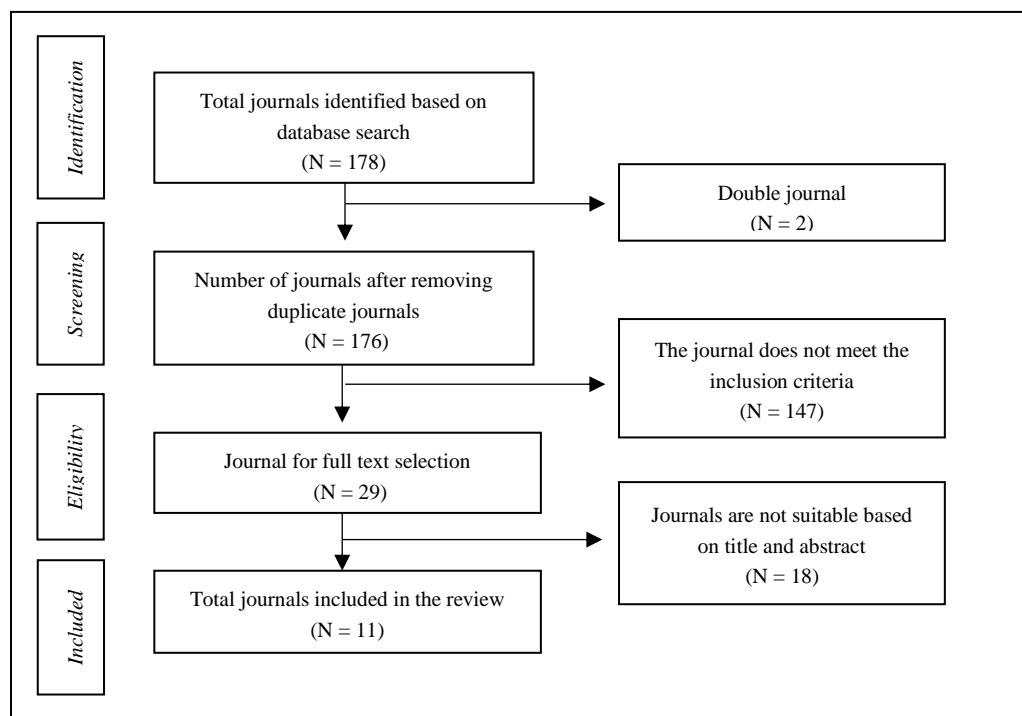 Identification
Total journals identified based on
database search
(N = 178)
Double journal
(N = 2)
Screening
Number of journals after removing
duplicate journals
(N = 176)
The journal does not meet the
inclusion criteria
(N = 147)
Eligibility
Journal for full text selection
(N = 29)
Journals are not suitable based
on title and abstract
(N = 18)
Included
Total journals included in the review
(N = 11)